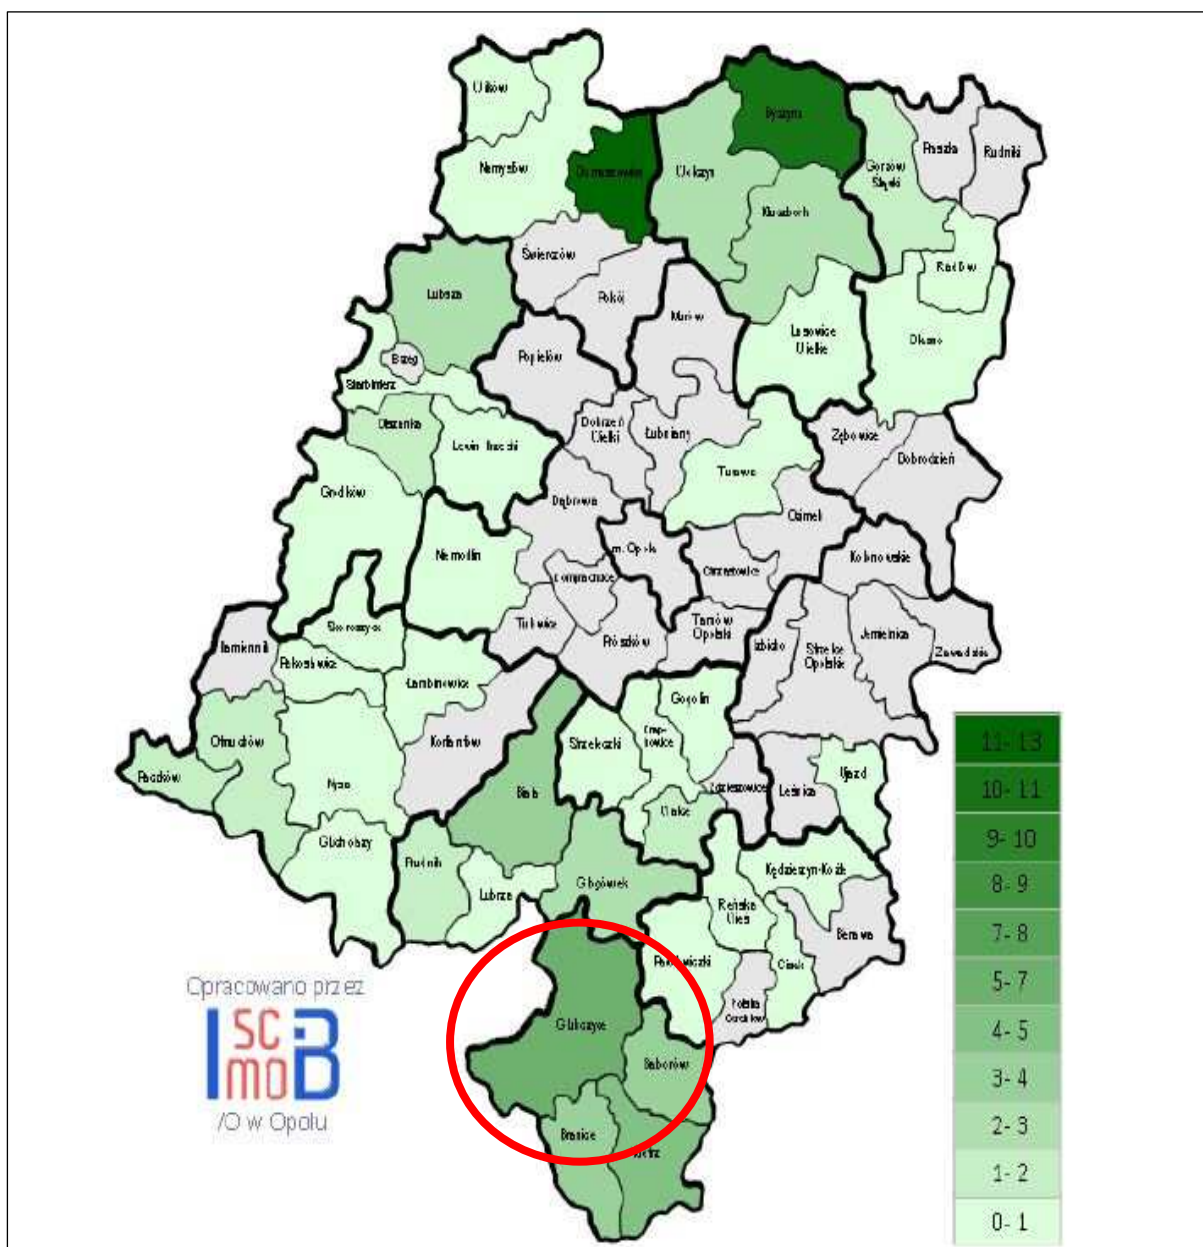 Wilków
Namysłów
Domaszowice
Wołczyn
Byczyna
Kluczbork
Gorzów
Śląski
Praszka
Rudniki
Radłów
Olesno
Lasowice
Wielkie
Świerczów
Pokój
Murów
Lubsza
Brzeg
Skarbimierz
Popielów
Olszanka
Lewin Brzeski
Dobrzeń
Wielki
Łubniany
Turawa
Zębowice
Dobrodzień
Grodków
Niemodlin
Dąbrowa
m. Opole
Ozimek
Chrząstowice
Kolonowskie
Komprachcice
Tułowice
Prószków
Tarnów
Opolski
Izbicko
Strzelce
Opolskie
Jemielnica
Zawadzkie
Kamiennik
Skoroszyce
Pakosławice
Łambinowice
Korfantów
Otmuchów
Paczków
Nysa
Głuchołazy
Biała
Prudnik
Lubrza
Strzeleczki
Gogolin
Krap-
kowice
Zdzieszowice
Leśnica
Ujazd
Walce
Głogówek
Kędzierzyn-Koźle
Reńska
Wieś
Bierawa
Cisek
Pawłowiczki
Polska
Cerekiew
Głubczyce
Baborów
Branice
Kietrz
Opracowano przez
ISCMOiB
/O w Opolu
11- 13
10- 11
9- 10
8- 9
7- 8
5- 7
4- 5
3- 4
2- 3
1- 2
0- 1